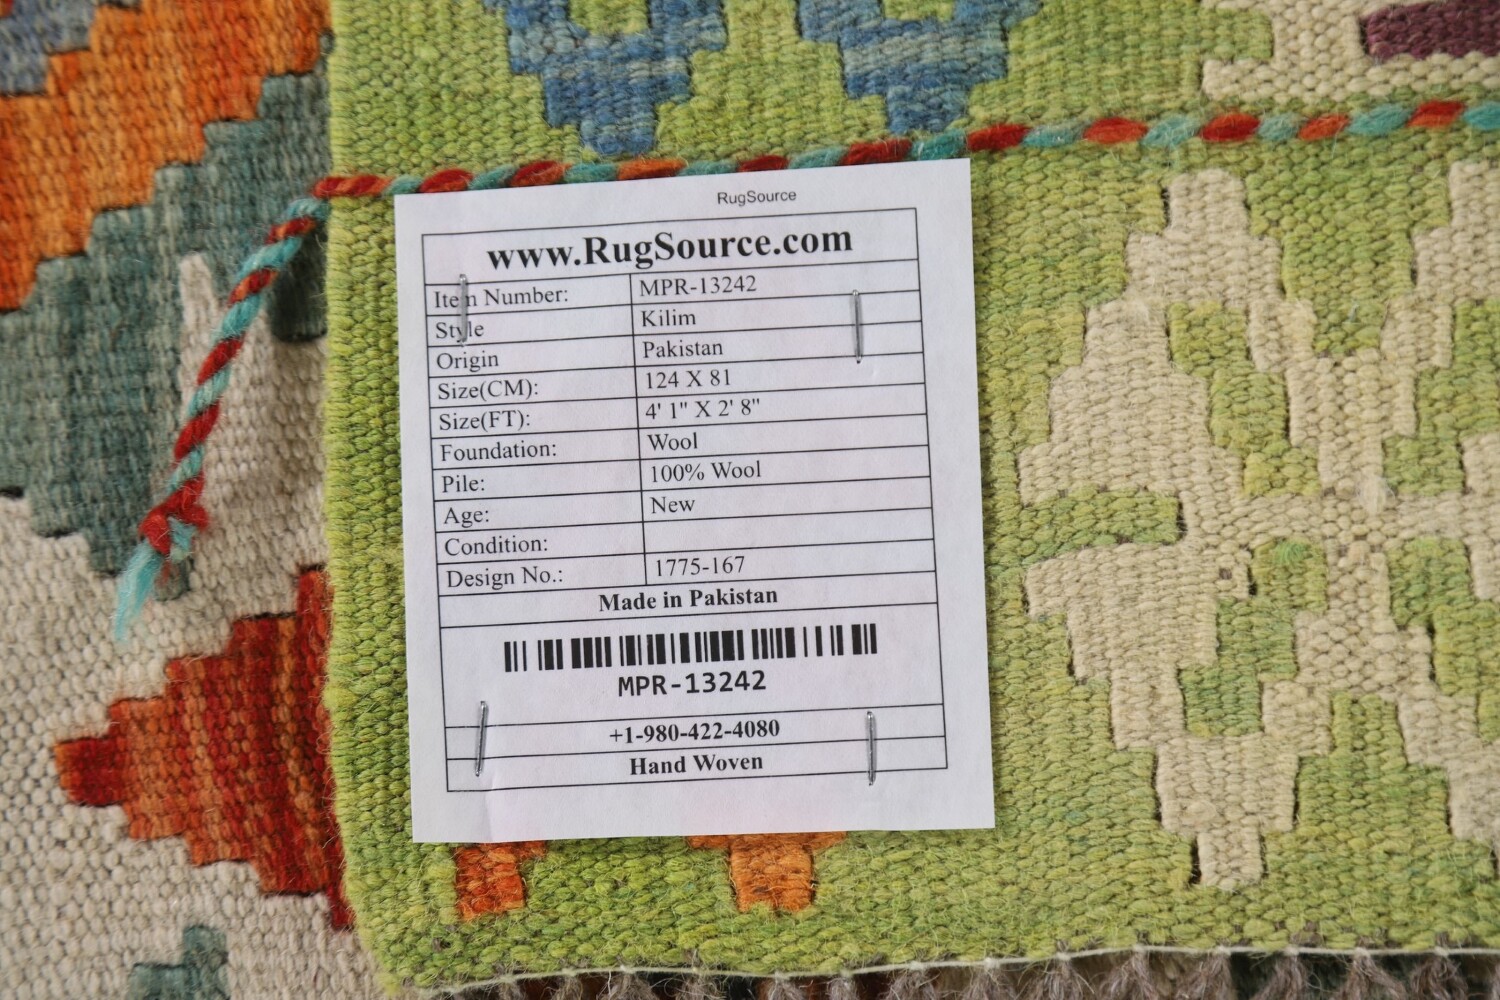 RugSource
www.RugSource.com
Item Number: MPR-13242
Style Kilim
Origin Pakistan
Size(CM): 124 X 81
Size(FT): 4' 1" X 2' 8"
Foundation: Wool
Pile: 100% Wool
Age: New
Condition:
Design No.: 1775-167
Made in Pakistan
MPR-13242
+1-980-422-4080
Hand Woven